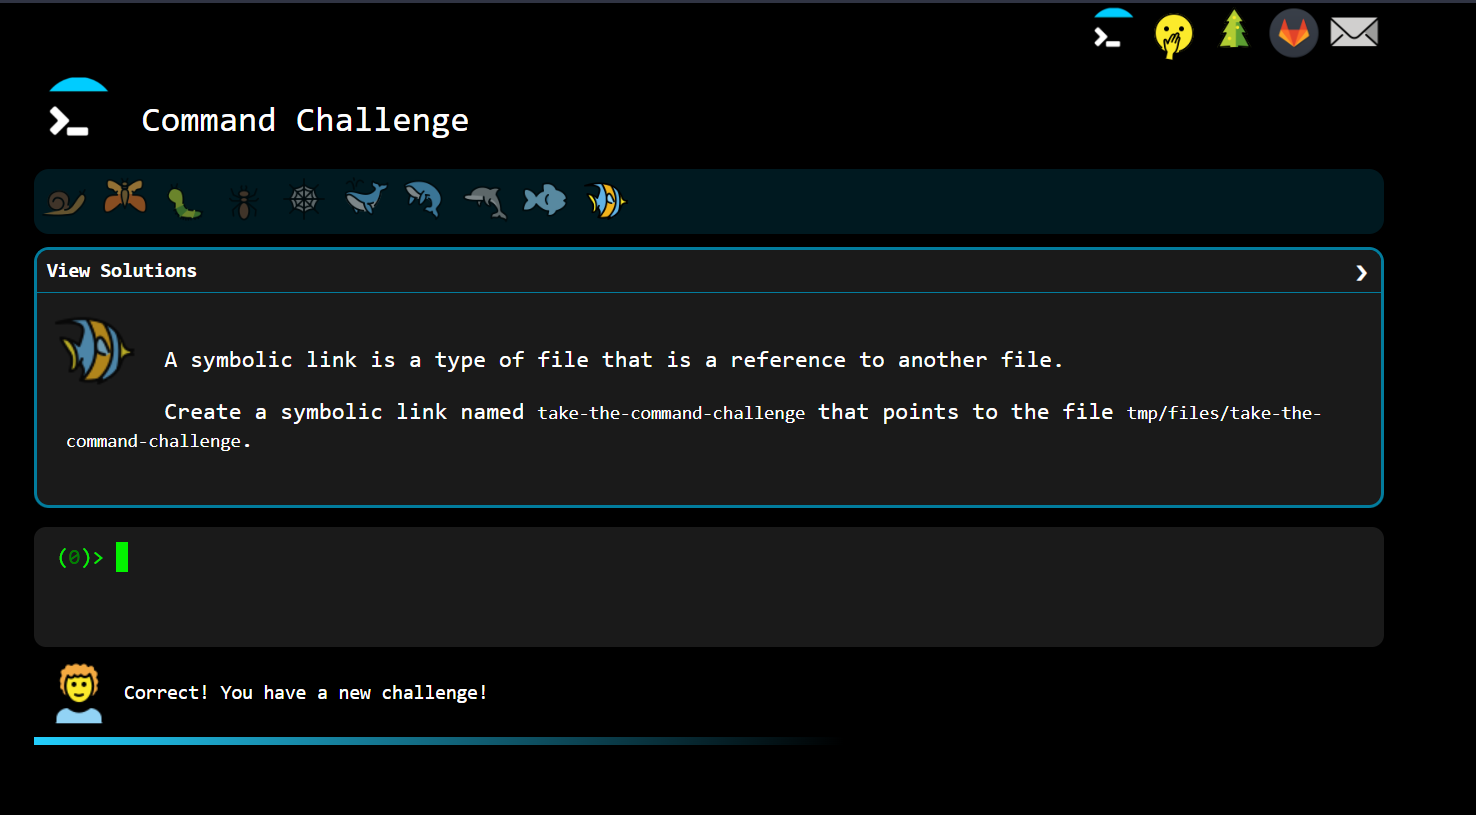 Command Challenge
View Solutions
A symbolic link is a type of file that is a reference to another file.
Create a symbolic link named take-the-command-challenge that points to the file tmp/files/take-the-
command-challenge.
(0)>
Correct! You have a new challenge!